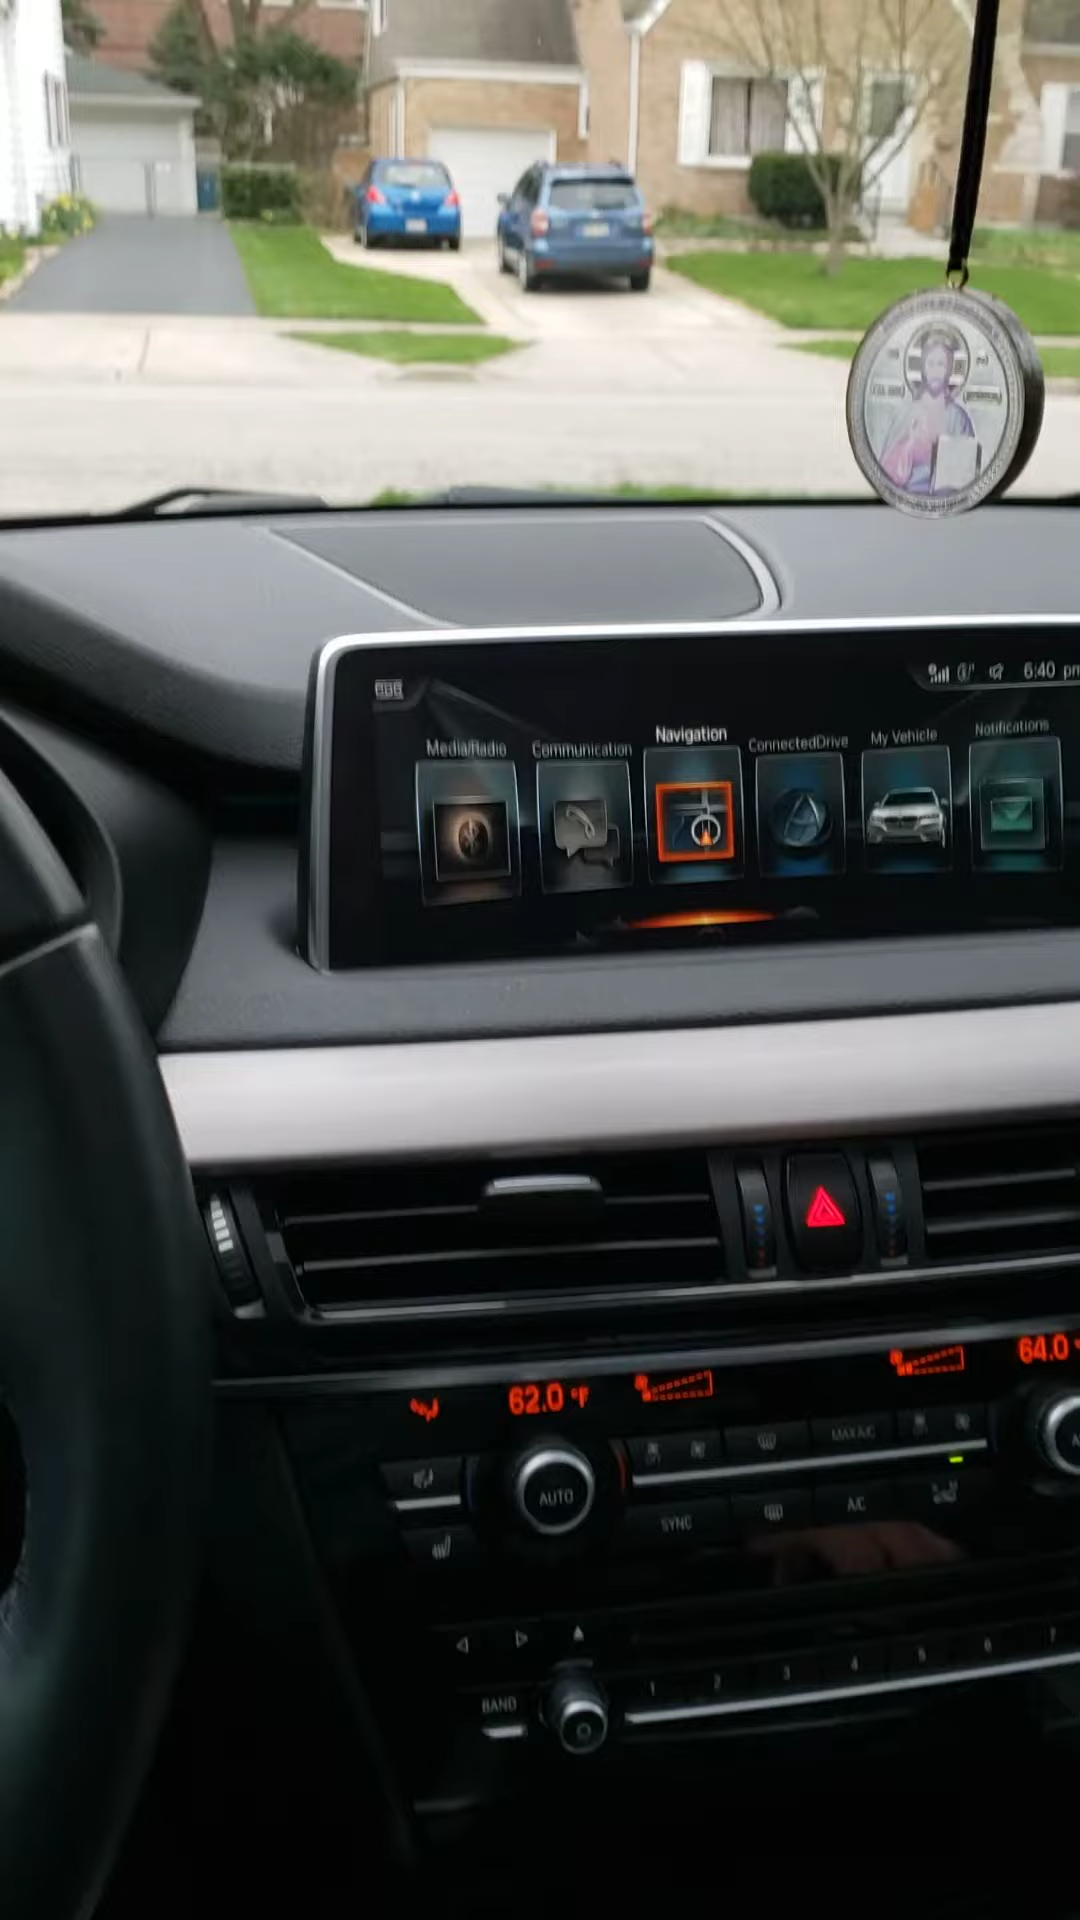 6:40 pm
Media/Radio
Communication
Navigation
ConnectedDrive
My Vehicle
Notifications
62.0 °F
64.0 °
AUTO
MAX A/C
SYNC
A/C
BAND
1
2
3
4
5
6
7